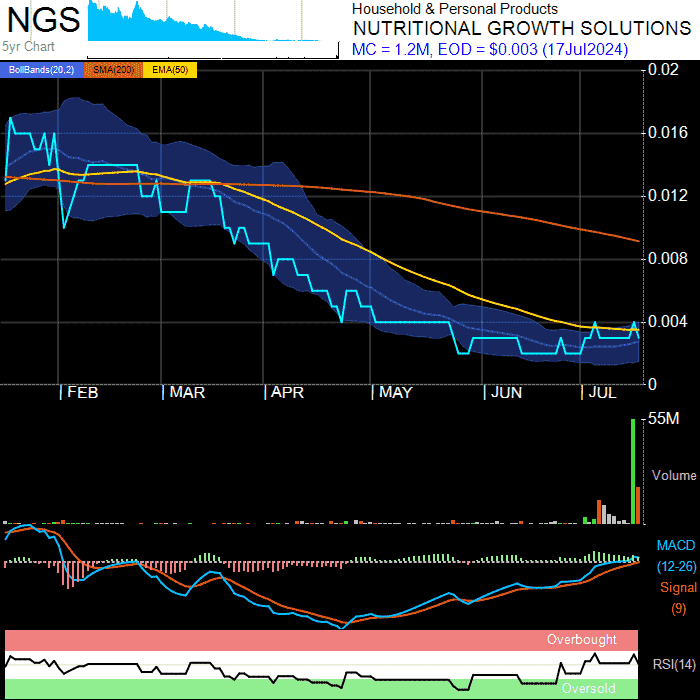 NGS
5yr Chart
Household & Personal Products
NUTRITIONAL GROWTH SOLUTIONS
MC = 1.2M, EOD = $0.003 (17Jul2024)
BollBands(20,2) SMA(200) EMA(50)
0.02
0.016
0.012
0.008
0.004
0
FEB MAR APR MAY JUN JUL
55M
Volume
MACD
(12-26)
Signal
(9)
Overbought
RSI(14)
Oversold